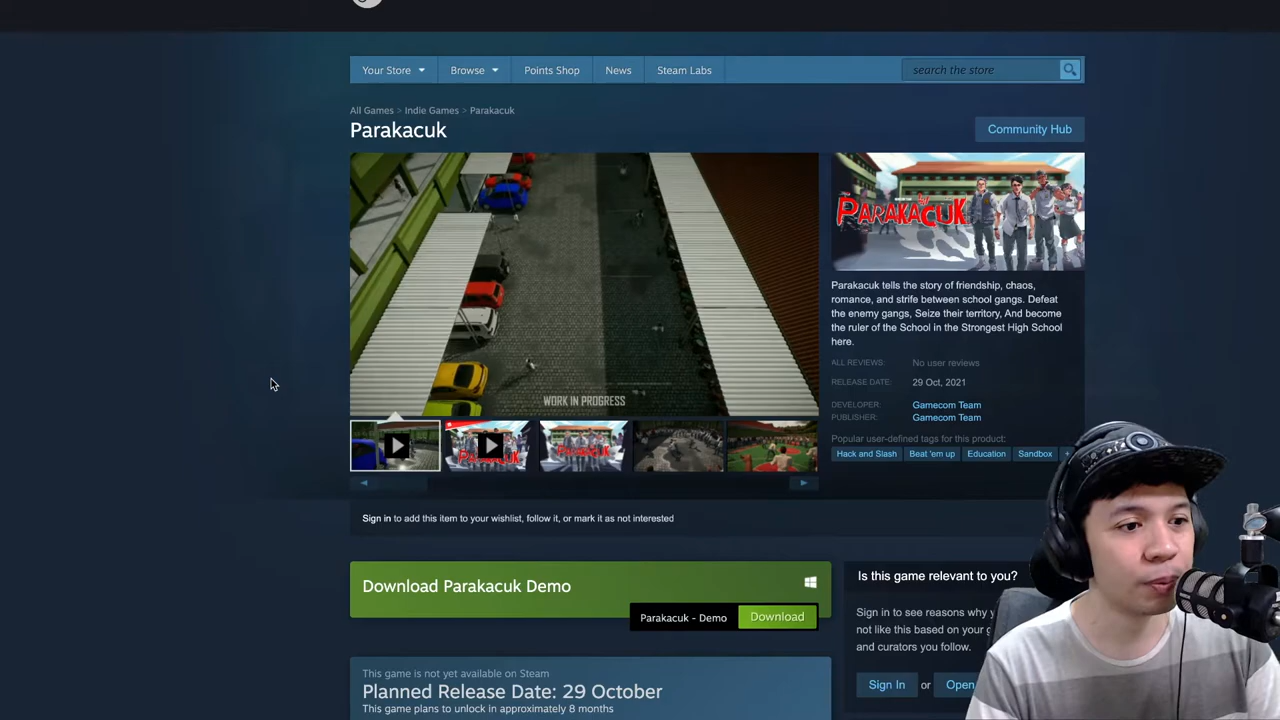 Your Store
Browse
Points Shop
News
Steam Labs
search the store
All Games > Indie Games > Parakacuk
Parakacuk
Community Hub
WORK IN PROGRESS
PARAKACUK
Parakacuk tells the story of friendship, chaos,
romance, and strife between school gangs. Defeat
the enemy gangs, Seize their territory, And become
the ruler of the School in the Strongest High School
here.
ALL REVIEWS: No user reviews
RELEASE DATE: 29 Oct, 2021
DEVELOPER: Gamecom Team
PUBLISHER: Gamecom Team
Popular user-defined tags for this product:
Hack and Slash
Beat 'em up
Education
Sandbox
+
Sign in to add this item to your wishlist, follow it, or mark it as not interested
Download Parakacuk Demo
Parakacuk - Demo
Download
Is this game relevant to you?
Sign in to see reasons why
not like this based on your
and curators you follow.
Sign In or Open
This game is not yet available on Steam
Planned Release Date: 29 October
This game plans to unlock in approximately 8 months